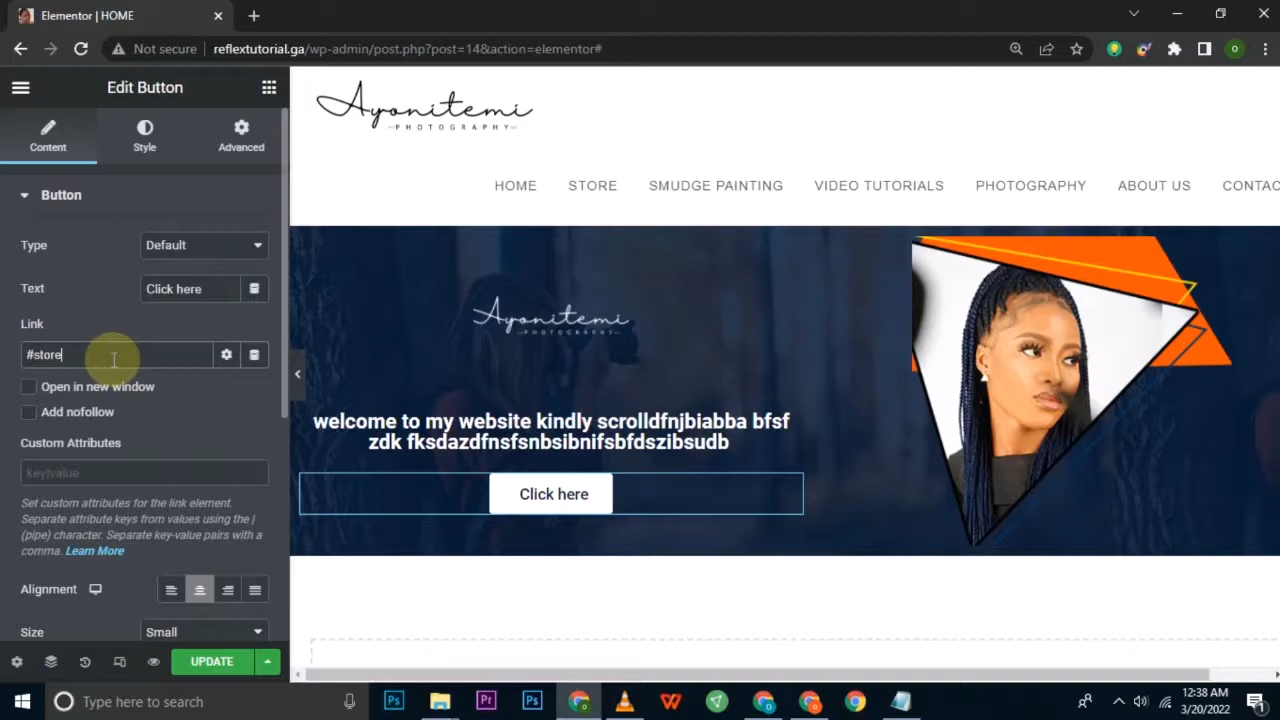 Elementor | HOME
Not secure
reflextutorial.ga/wp-admin/post.php?post=14&action=elementor#
o
Edit Button
Content
Style
Advanced
Button
Type
Default
Text
Click here
Link
#store
Open in new window
Add nofollow
Custom Attributes
key|value
Set custom attributes for the link element.
Separate attribute keys from values using the |
(pipe) character. Separate key-value pairs with a
comma. Learn More
Alignment
Size
Small
UPDATE
Ayonitemi
PHOTOGRAPHY
HOME
STORE
SMUDGE PAINTING
VIDEO TUTORIALS
PHOTOGRAPHY
ABOUT US
CONTAC
Ayonitemi
PHOTOGRAPHY
welcome to my website kindly scrolldfnjbiabba bfsf
zdk fksdazdfnsfsnbsibnifsbfdszibsudb
Click here
Type here to search
Ps
Pr
Ps
12:38 AM
3/20/2022
1